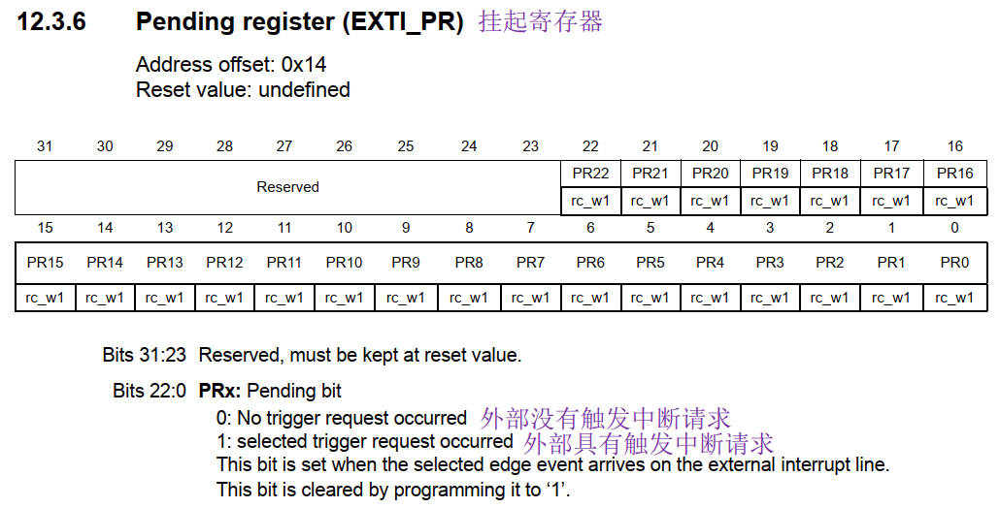 12.3.6 Pending register (EXTI_PR) 挂起寄存器
Address offset: 0x14
Reset value: undefined
31 30 29 28 27 26 25 24 23 22 21 20 19 18 17 16
Reserved PR22 PR21 PR20 PR19 PR18 PR17 PR16
rc_w1 rc_w1 rc_w1 rc_w1 rc_w1 rc_w1 rc_w1
15 14 13 12 11 10 9 8 7 6 5 4 3 2 1 0
PR15 PR14 PR13 PR12 PR11 PR10 PR9 PR8 PR7 PR6 PR5 PR4 PR3 PR2 PR1 PR0
rc_w1 rc_w1 rc_w1 rc_w1 rc_w1 rc_w1 rc_w1 rc_w1 rc_w1 rc_w1 rc_w1 rc_w1 rc_w1 rc_w1 rc_w1 rc_w1
Bits 31:23 Reserved, must be kept at reset value.
Bits 22:0 PRx: Pending bit
0: No trigger request occurred 外部没有触发中断请求
1: selected trigger request occurred 外部具有触发中断请求
This bit is set when the selected edge event arrives on the external interrupt line.
This bit is cleared by programming it to ‘1’.